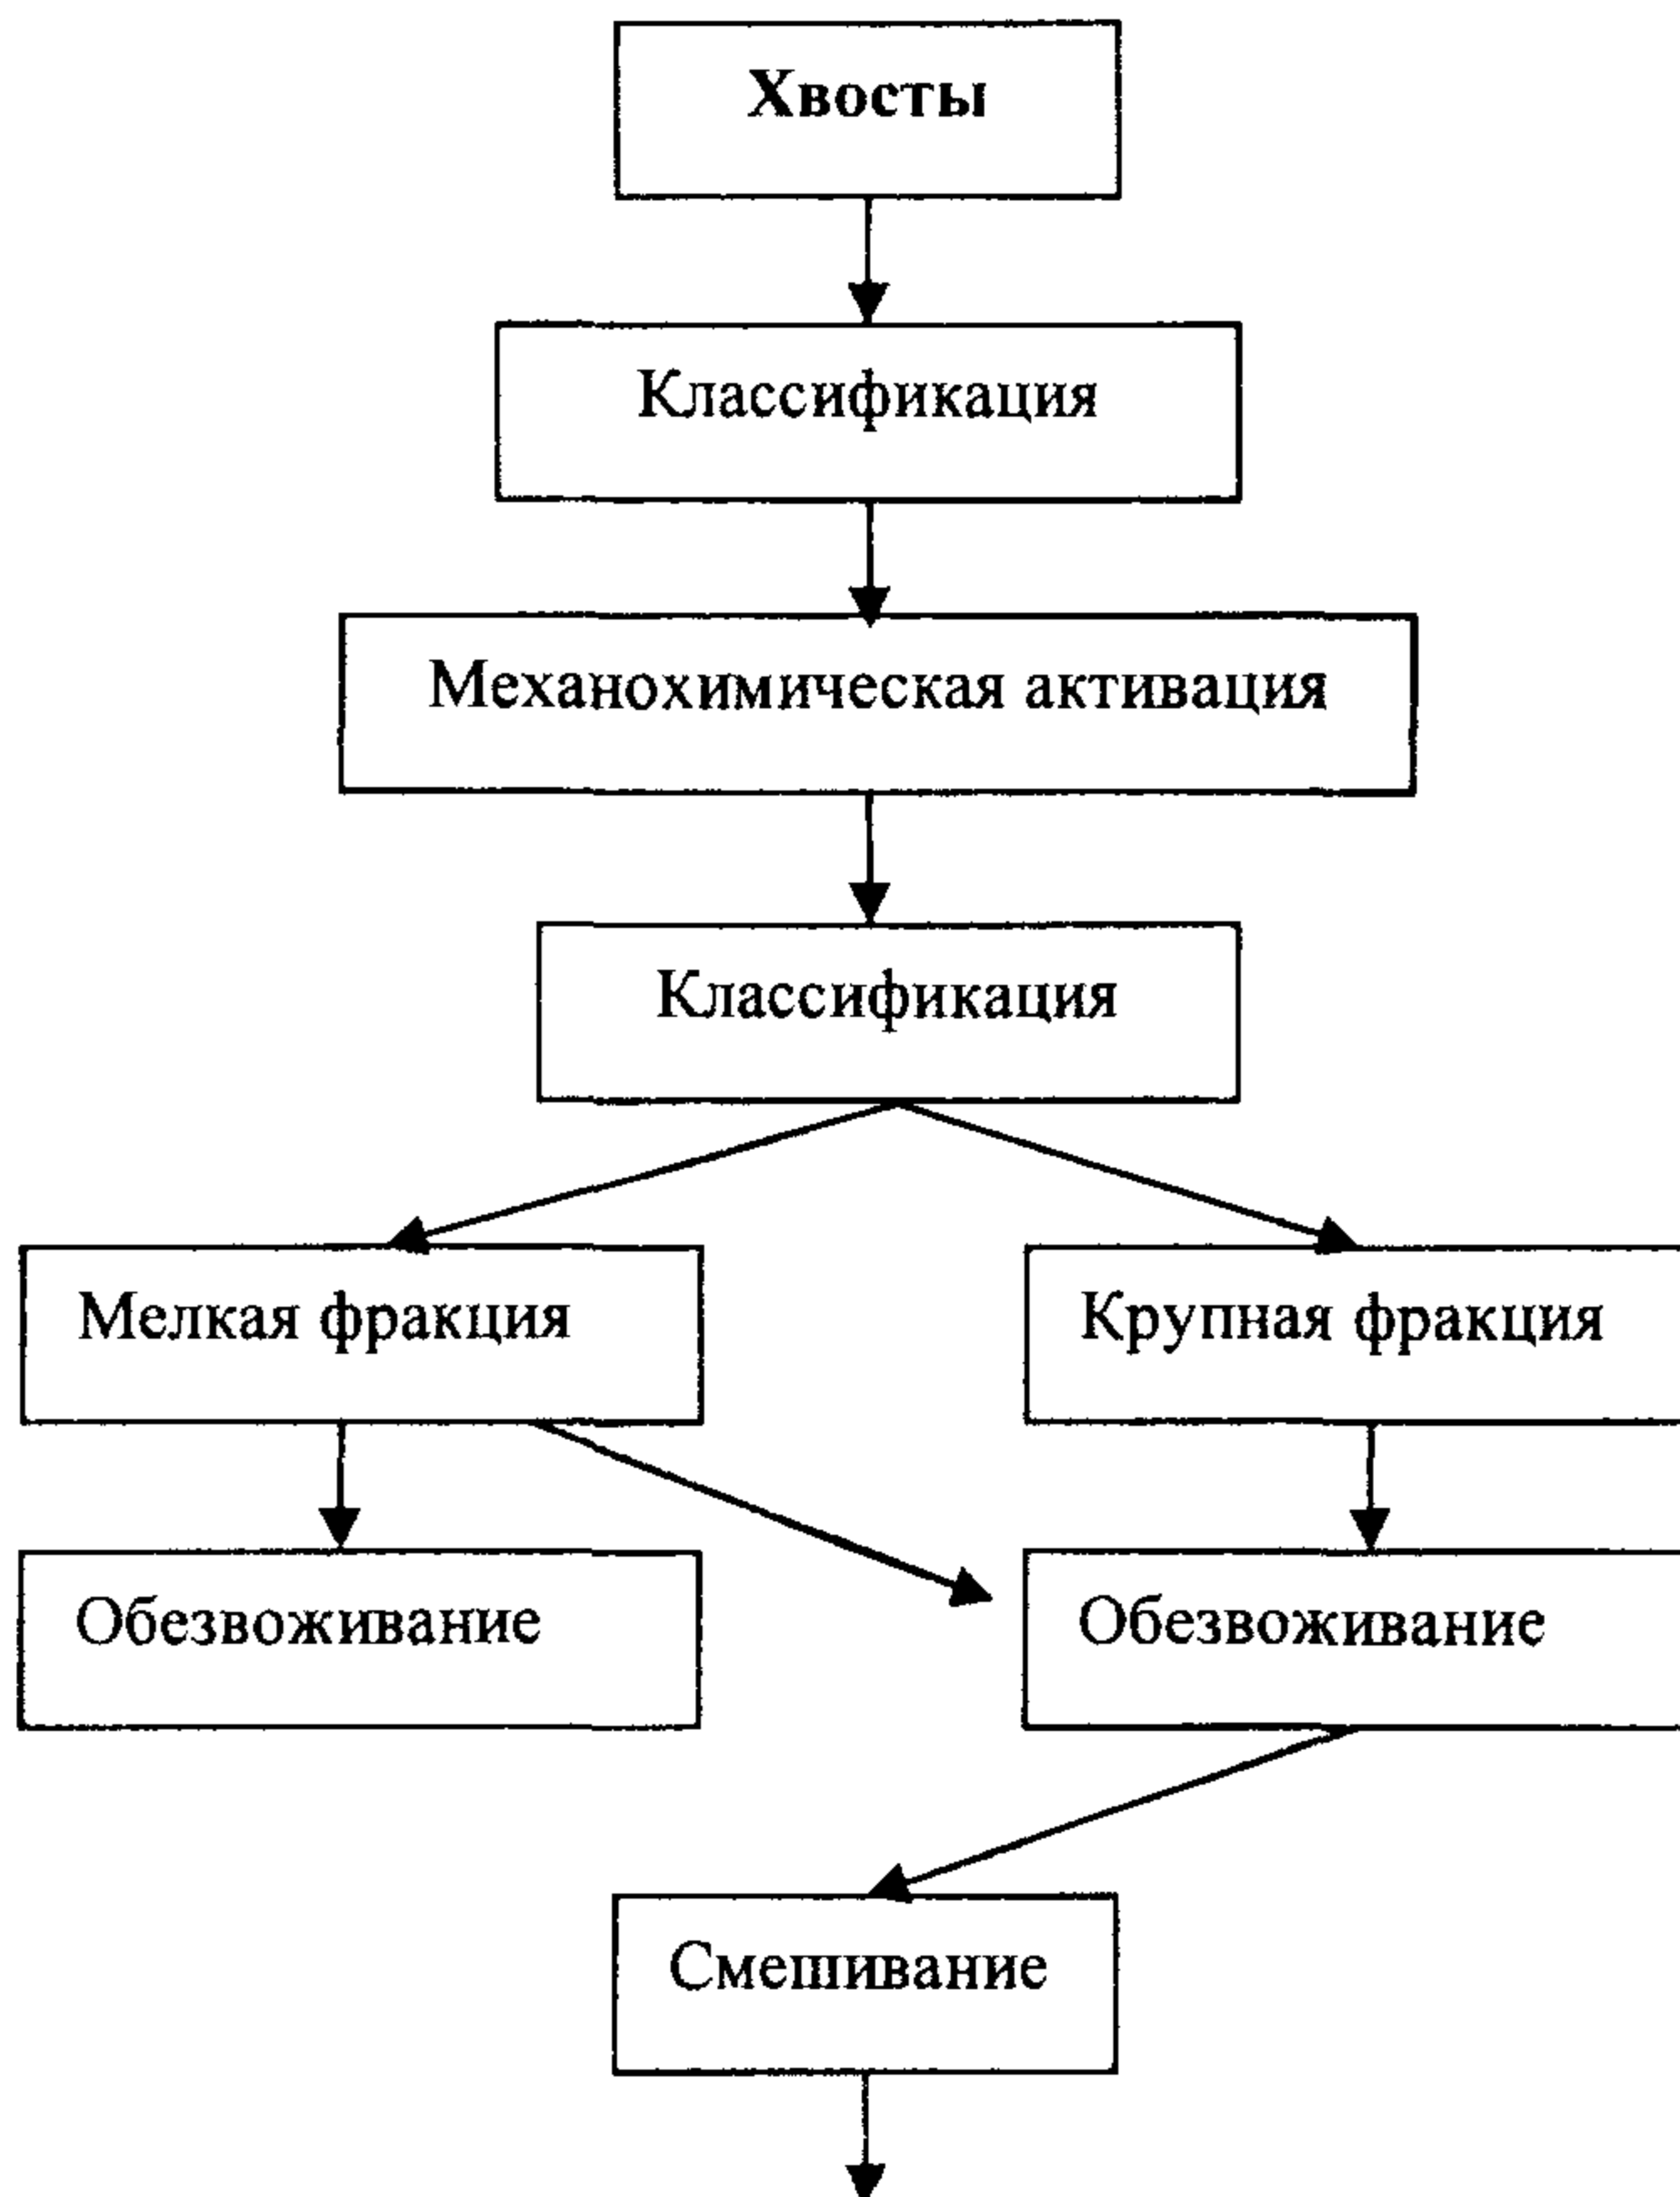 Хвосты
Классификация
Механохимическая активация
Классификация
Мелкая фракция
Крупная фракция
Обезвоживание
Обезвоживание
Смешивание